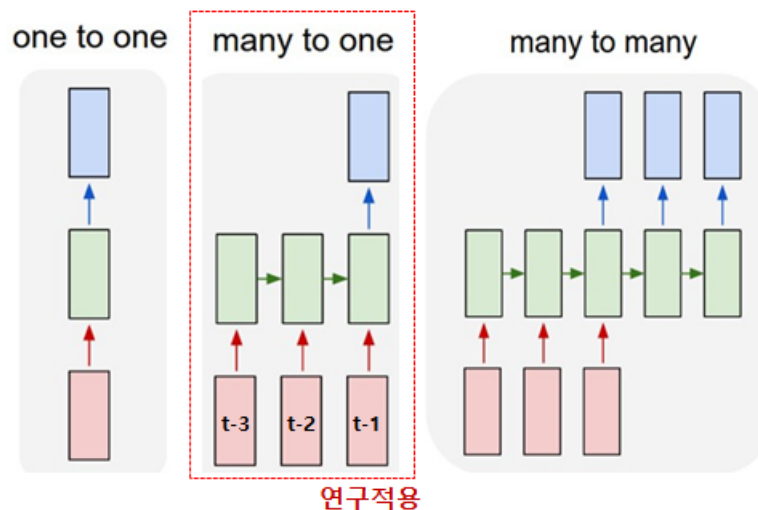 one to one
many to one
many to many
t-3
t-2
t-1
연구적용